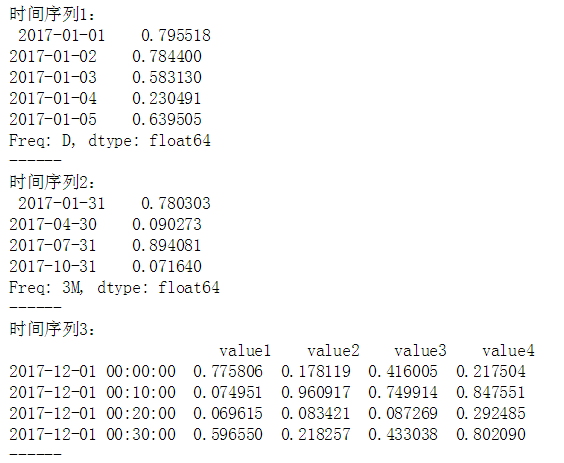 时间序列1:
 2017-01-01    0.795518
2017-01-02    0.784400
2017-01-03    0.583130
2017-01-04    0.230491
2017-01-05    0.639505
Freq: D, dtype: float64
------
时间序列2:
 2017-01-31    0.780303
2017-04-30    0.090273
2017-07-31    0.894081
2017-10-31    0.071640
Freq: 3M, dtype: float64
------
时间序列3:
                       value1    value2    value3    value4
2017-12-01 00:00:00  0.775806  0.178119  0.416005  0.217504
2017-12-01 00:10:00  0.074951  0.960917  0.749914  0.847551
2017-12-01 00:20:00  0.069615  0.083421  0.087269  0.292485
2017-12-01 00:30:00  0.596550  0.218257  0.433038  0.802090
------